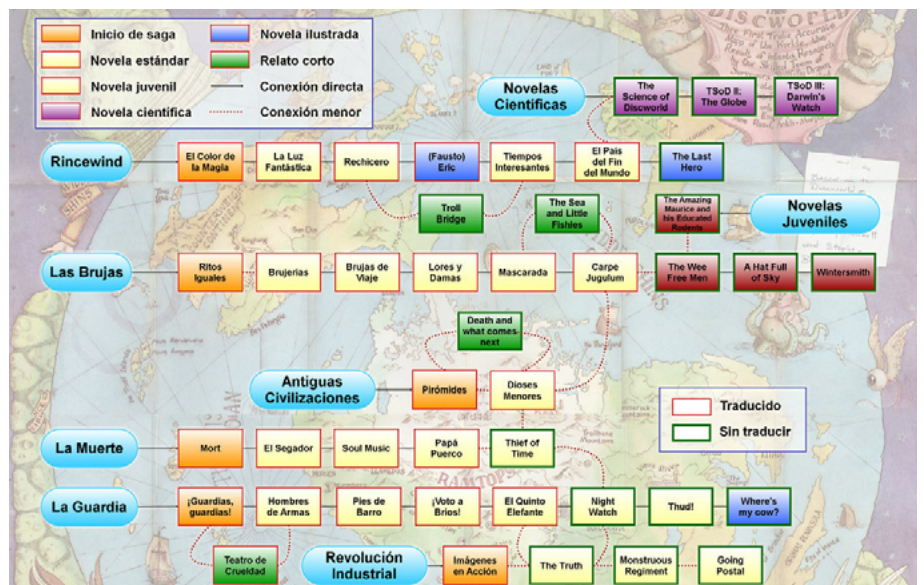 DISCWORLD
Inicio de saga
Novela ilustrada
Novela estándar
Relato corto
Novela juvenil
Conexión directa
Novela científica
Conexión menor
Novelas
Científicas
The
Science of
Discworld
TSoD II:
The Globe
TSoD III:
Darwin's
Watch
Rincewind
El Color de
la Magia
La Luz
Fantástica
Rechicero
(Fausto)
Eric
Tiempos
Interesantes
El País
del Fin
del Mundo
The Last
Hero
Troll
Bridge
The Sea
and Little
Fishies
The Amazing
Maurice and
his Educated
Rodents
Novelas
Juveniles
Las Brujas
Ritos
Iguales
Brujerias
Brujas de
Viaje
Lores y
Damas
Mascarada
Carpe
Jugulum
The Wee
Free Men
A Hat Full
of Sky
Wintersmith
Death and
what comes
next
Antiguas
Civilizaciones
Pirómides
Dioses
Menores
Traducido
Sin traducir
La Muerte
Mort
El Segador
Soul Music
Papá
Puerco
Thief of
Time
RAMTOPS
La Guardia
¡Guardias,
guardias!
Hombres
de Armas
Pies de
Barro
¡Voto a
Brios!
El Quinto
Elefante
Night
Watch
Thud!
Where's
my cow?
Teatro de
Crueldad
Revolución
Industrial
Imágenes
en Acción
The Truth
Monstruous
Regiment
Going
Postal